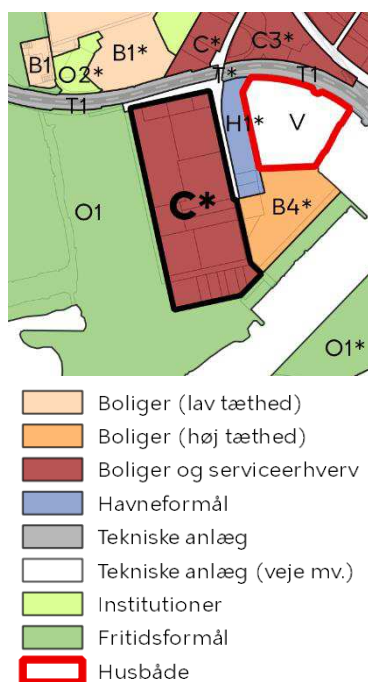 C* C3*
B1 O2* B1*
T1 T* T1
H1* V
O1 C* B4*
O1*
Boliger (lav tæthed)
Boliger (høj tæthed)
Boliger og serviceerhverv
Havneformål
Tekniske anlæg
Tekniske anlæg (veje mv.)
Institutioner
Fritidsformål
Husbåde